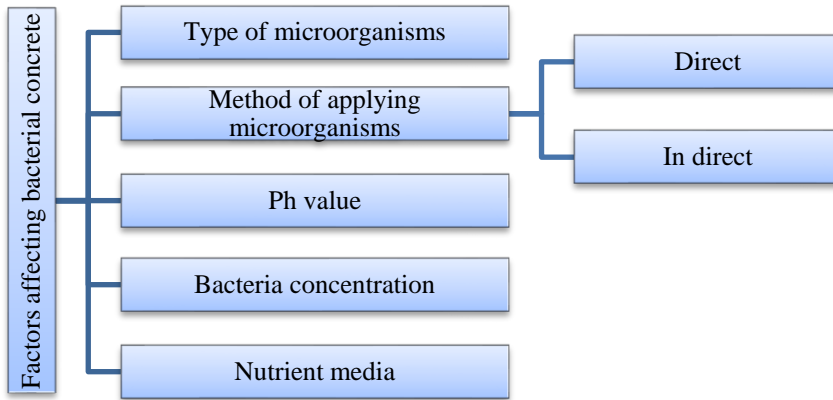 Factors affecting bacterial concrete
Type of microorganisms
Method of applying
microorganisms
Direct
In direct
Ph value
Bacteria concentration
Nutrient media